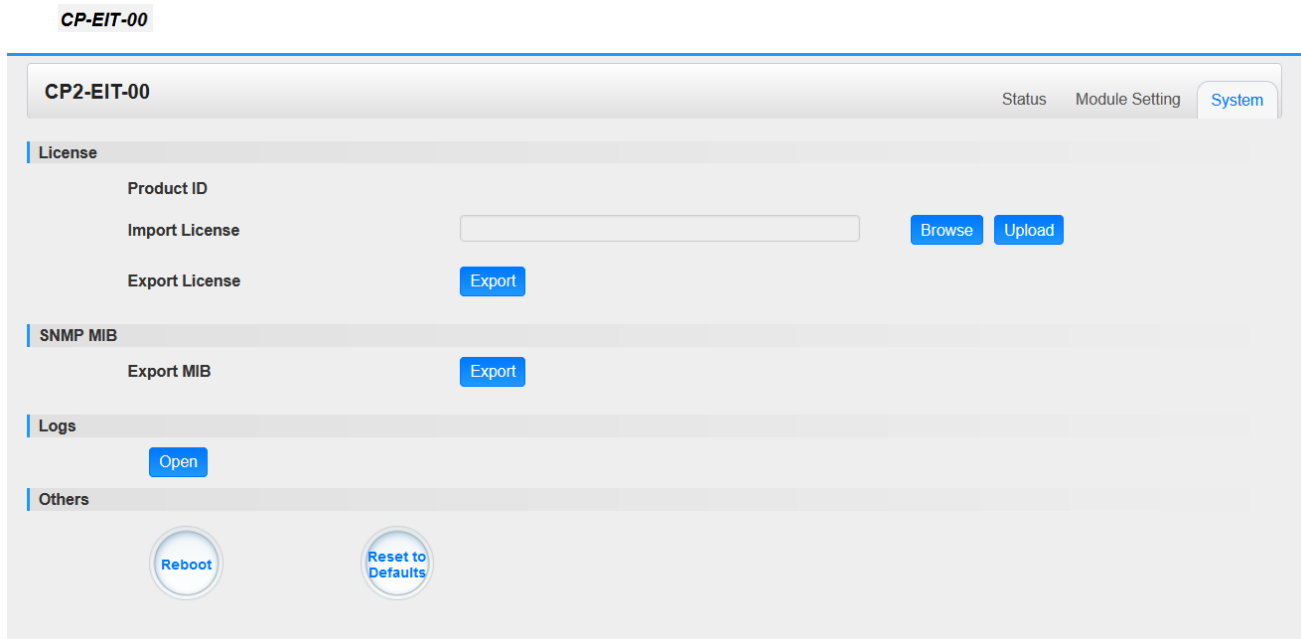 CP-EIT-00
CP2-EIT-00
Status Module Setting System
License
Product ID
Import License Browse Upload
Export License Export
SNMP MIB
Export MIB Export
Logs
Open
Others
Reboot Reset to
Defaults